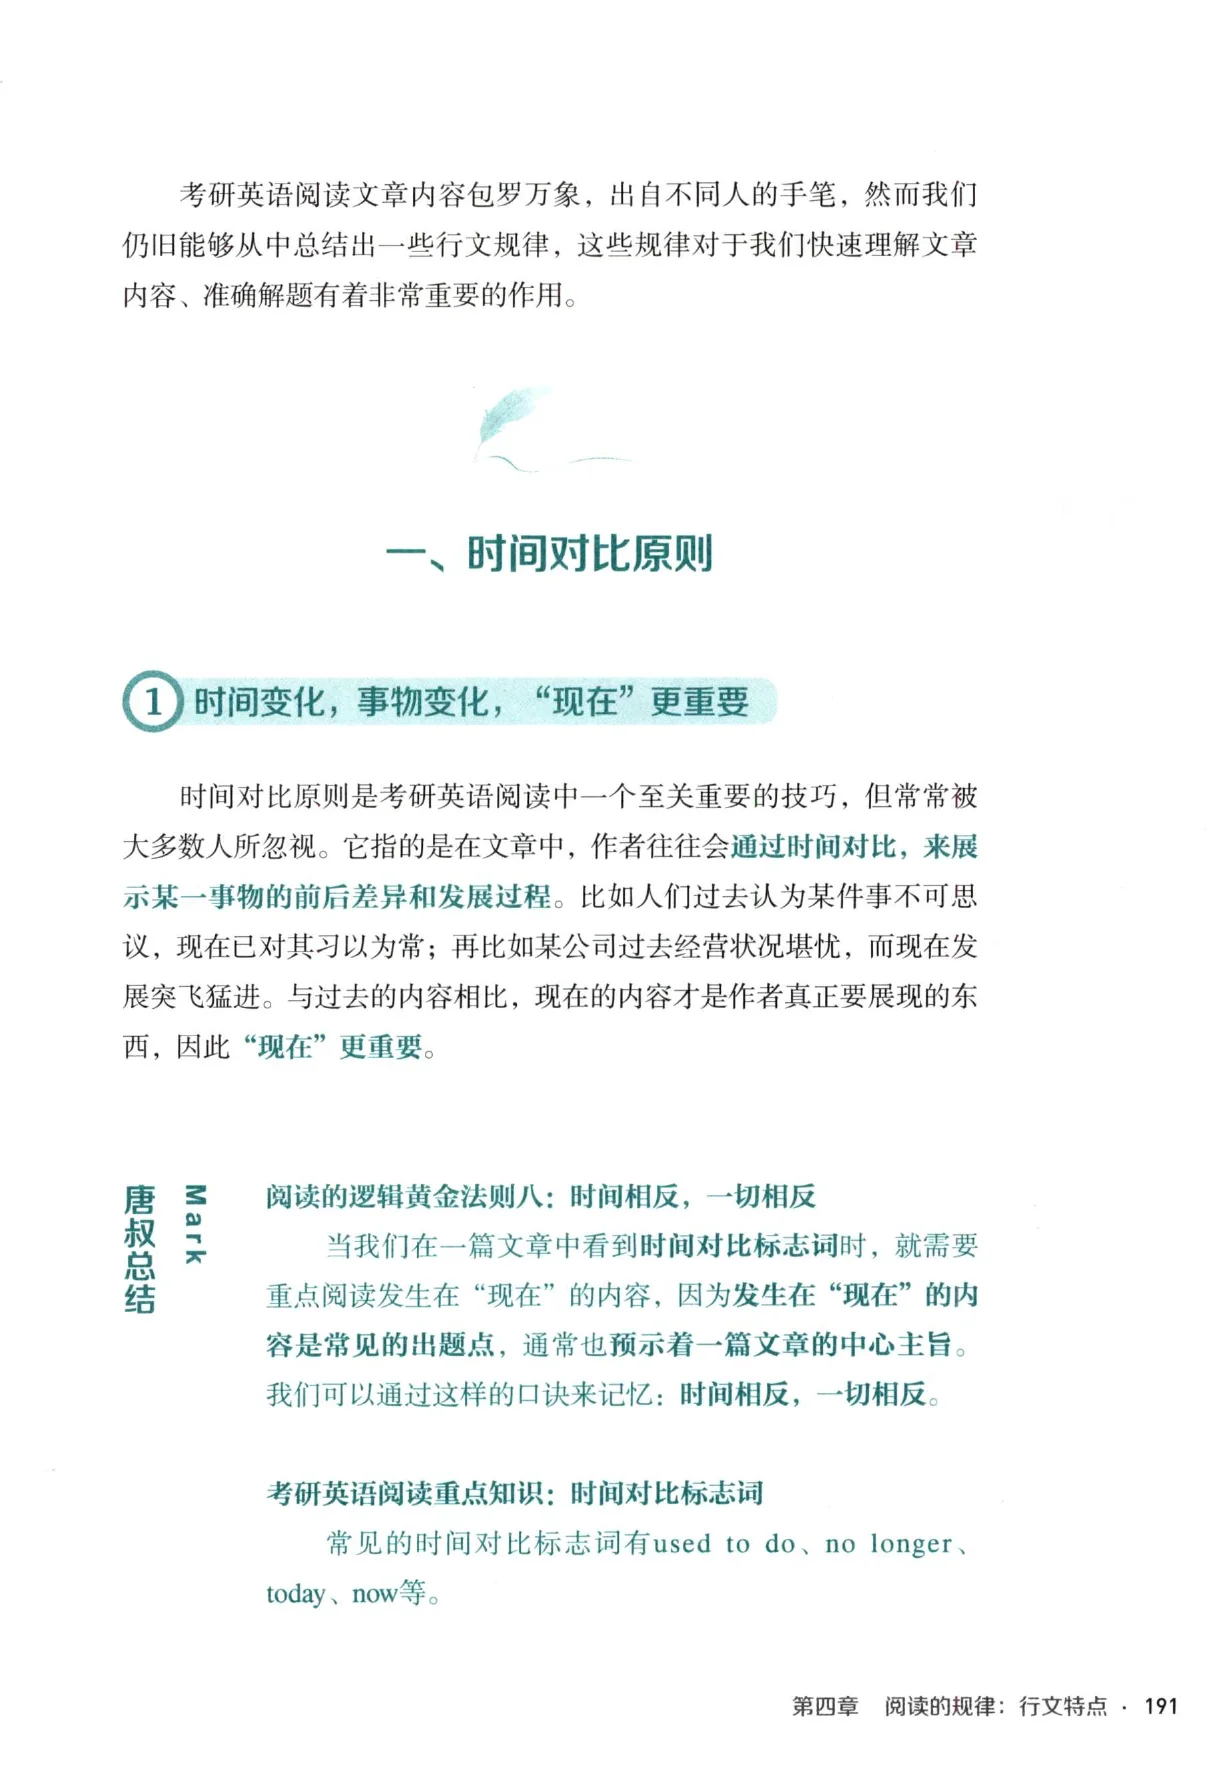 考研英语阅读文章内容包罗万象，出自不同人的手笔，然而我们
仍旧能够从中总结出一些行文规律，这些规律对于我们快速理解文章
内容、准确解题有着非常重要的作用。
一、时间对比原则
1 时间变化，事物变化，“现在”更重要
时间对比原则是考研英语阅读中一个至关重要的技巧，但常常被
大多数人所忽视。它指的是在文章中，作者往往会通过时间对比，来展
示某一事物的前后差异和发展过程。比如人们过去认为某件事不可思
议，现在已对其习以为常；再比如某公司过去经营状况堪忧，而现在发
展突飞猛进。与过去的内容相比，现在的内容才是作者真正要展现的东
西，因此“现在”更重要。
唐叔总结
Mark
阅读的逻辑黄金法则八：时间相反，一切相反
当我们在一篇文章中看到时间对比标志词时，就需要
重点阅读发生在“现在”的内容，因为发生在“现在”的内
容是常见的出题点，通常也预示着一篇文章的中心主旨。
我们可以通过这样的口诀来记忆：时间相反，一切相反。
考研英语阅读重点知识：时间对比标志词
常见的时间对比标志词有used to do、no longer、
today、now等。
第四章 阅读的规律：行文特点 · 191